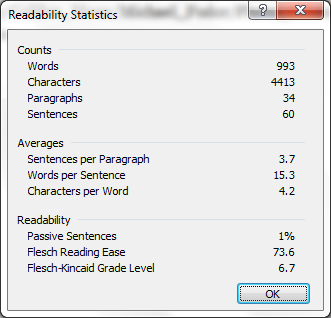 Readability Statistics
Counts
Words 993
Characters 4413
Paragraphs 34
Sentences 60
Averages
Sentences per Paragraph 3.7
Words per Sentence 15.3
Characters per Word 4.2
Readability
Passive Sentences 1%
Flesch Reading Ease 73.6
Flesch-Kincaid Grade Level 6.7
OK